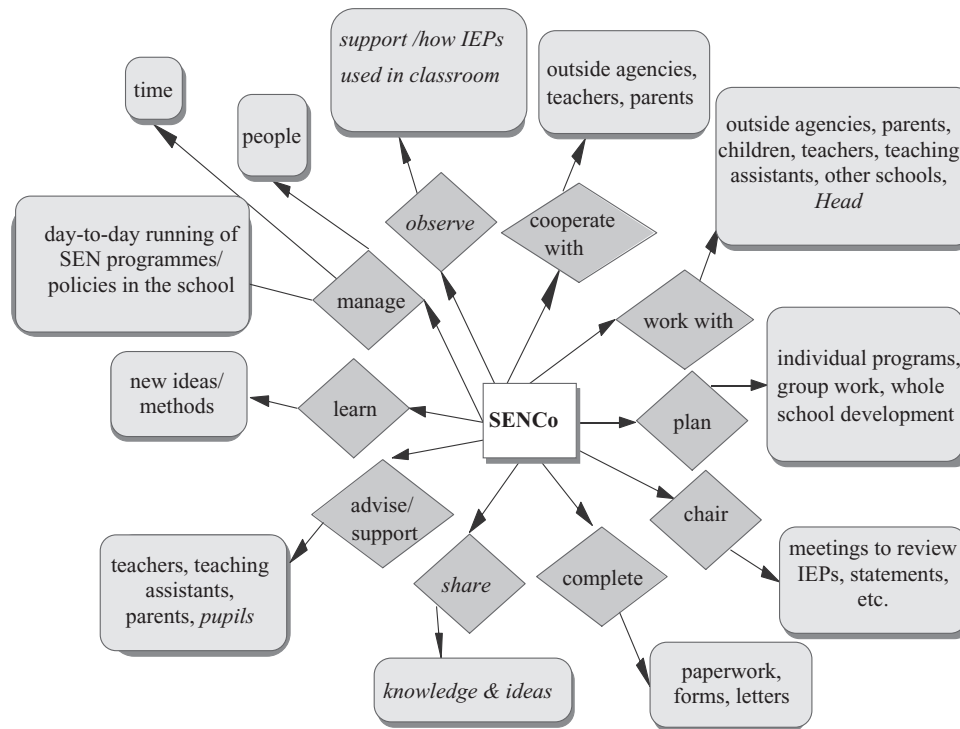 support /how IEPs
used in classroom
outside agencies,
teachers, parents
time
people
outside agencies, parents,
children, teachers, teaching
assistants, other schools,
Head
observe
cooperate
with
day-to-day running of
SEN programmes/
policies in the school
manage
work with
individual programs,
group work, whole
school development
new ideas/
methods
learn
SENCo
plan
advise/
support
chair
teachers, teaching
assistants,
parents, pupils
share
complete
meetings to review
IEPs, statements,
etc.
knowledge & ideas
paperwork,
forms, letters